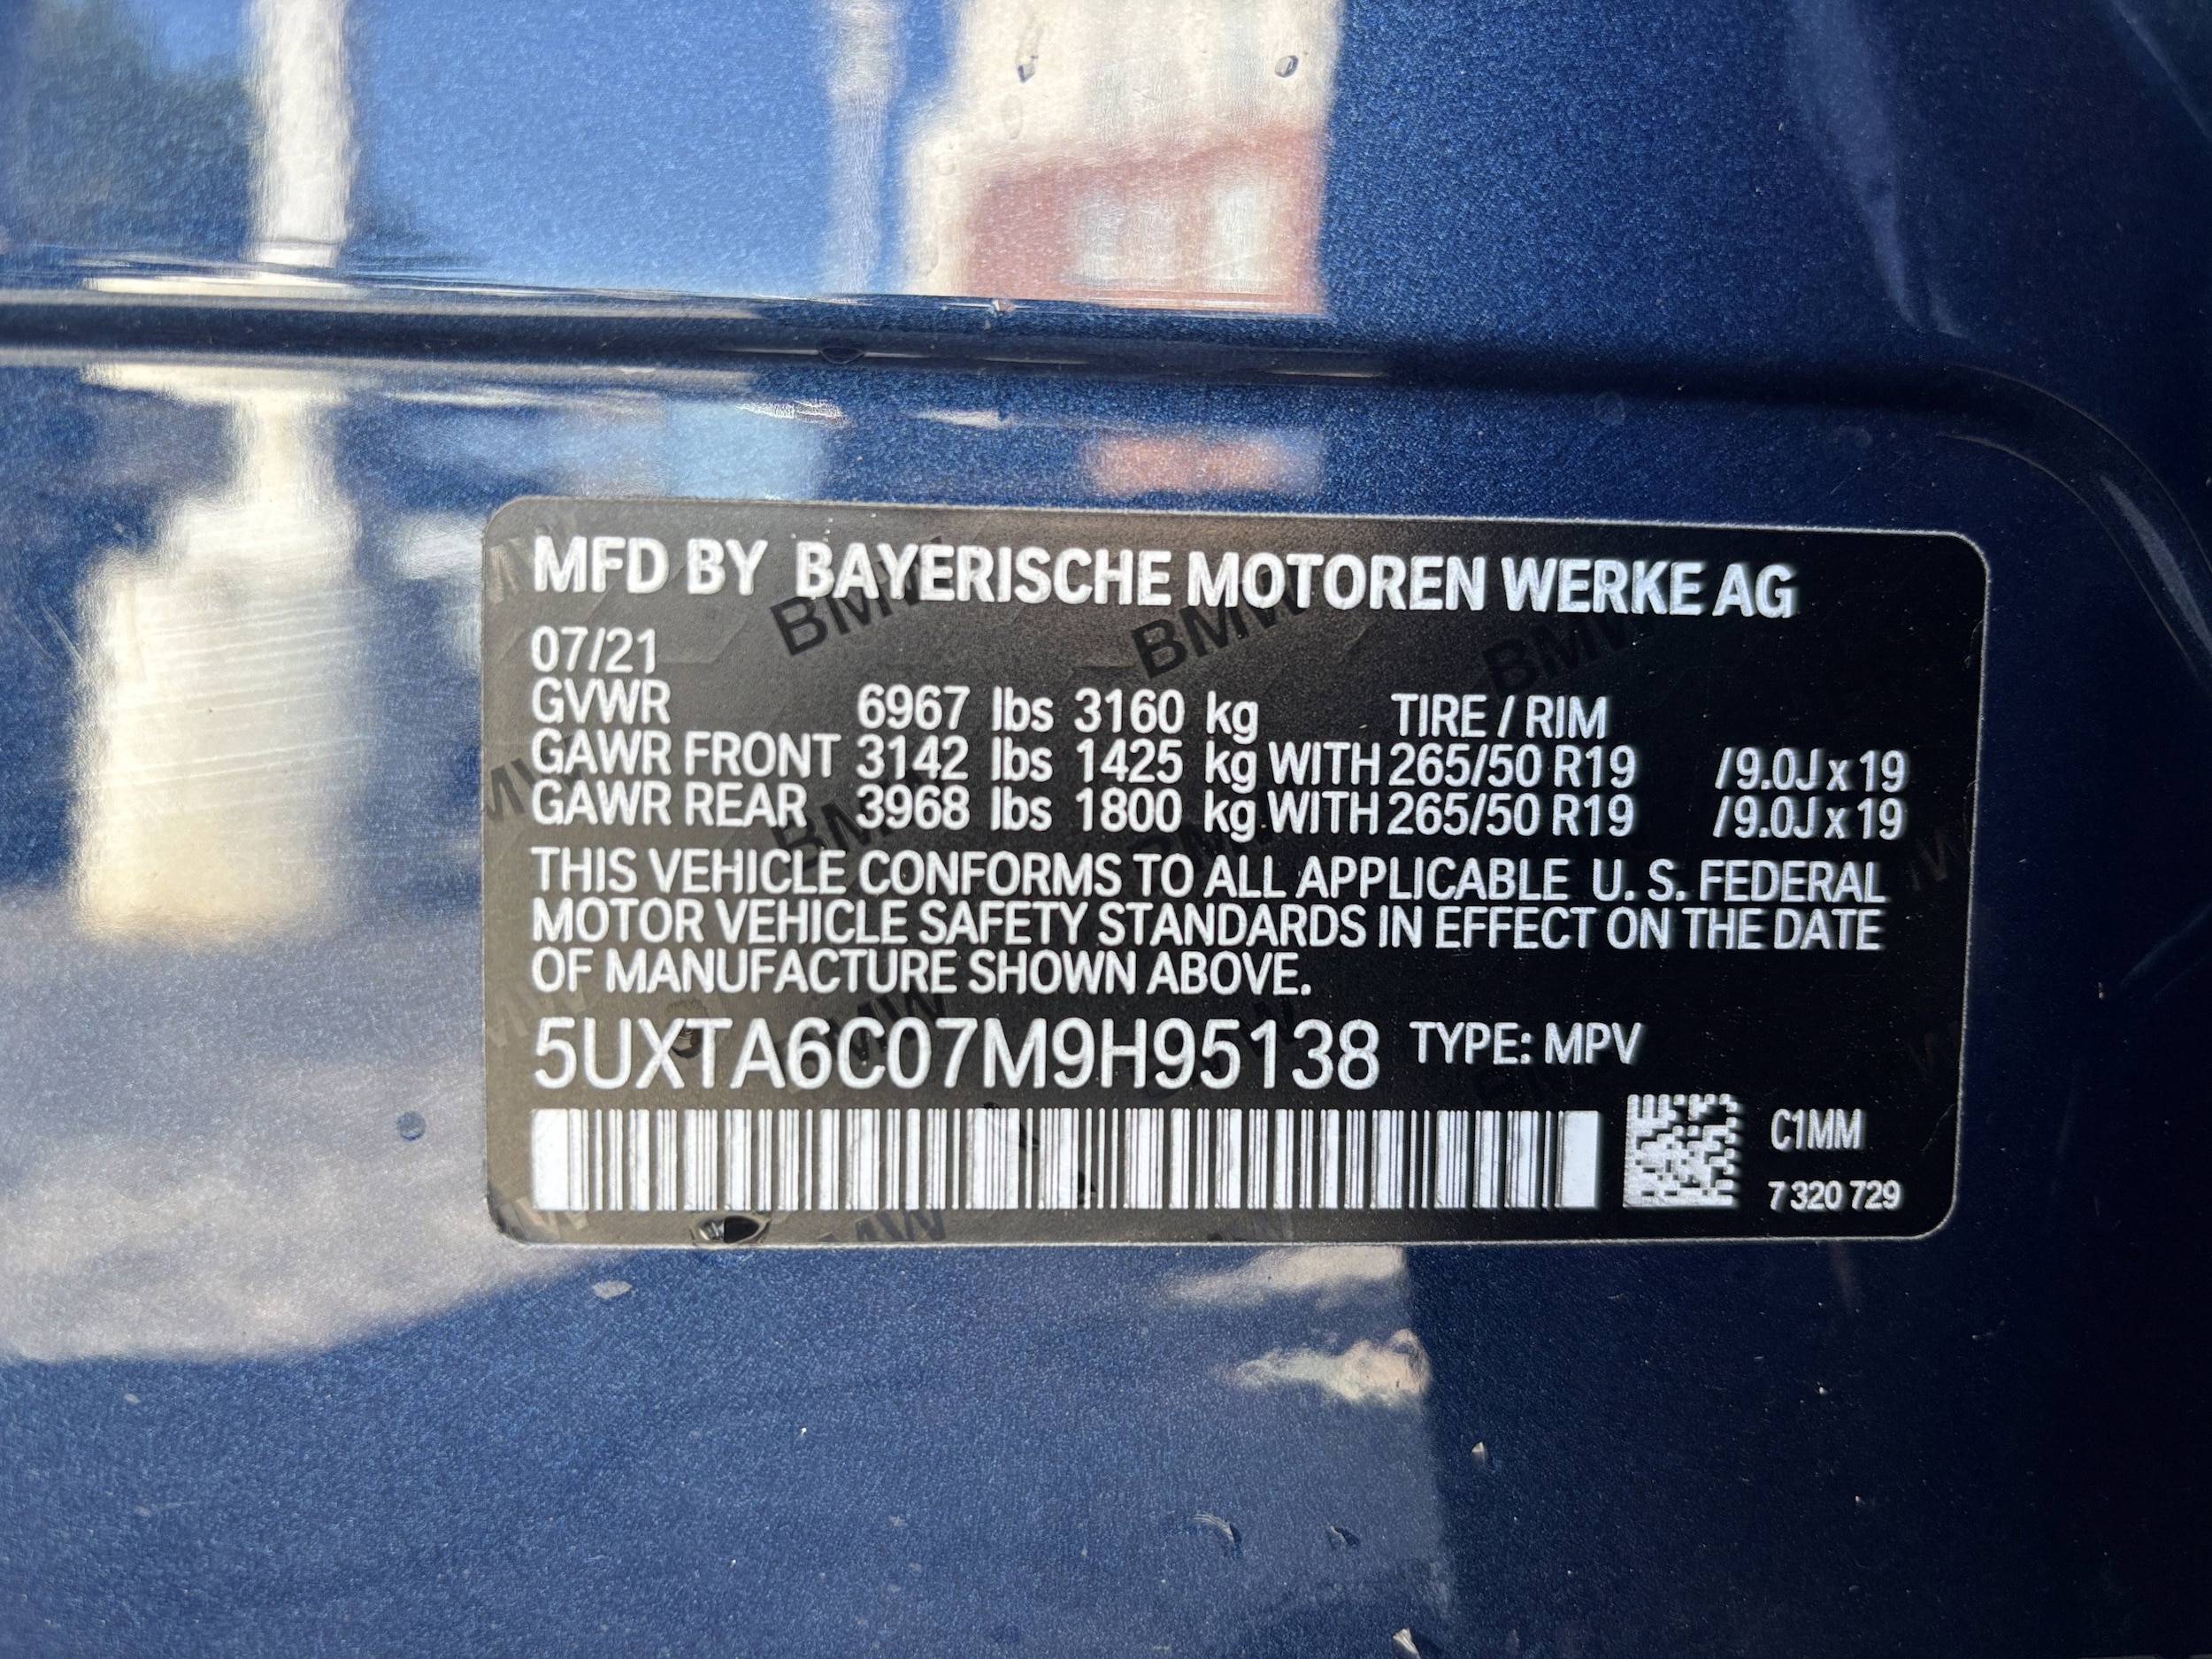 MFD BY BAYERISCHE MOTOREN WERKE AG
07/21
GVWR 6967 lbs 3160 kg TIRE / RIM
GAWR FRONT 3142 lbs 1425 kg WITH 265/50 R19 /9.0J x 19
GAWR REAR 3968 lbs 1800 kg WITH 265/50 R19 /9.0J x 19
THIS VEHICLE CONFORMS TO ALL APPLICABLE U. S. FEDERAL
MOTOR VEHICLE SAFETY STANDARDS IN EFFECT ON THE DATE
OF MANUFACTURE SHOWN ABOVE.
5UXTA6C07M9H95138 TYPE: MPV
C1MM
7 320 729
BMW BMW BMW